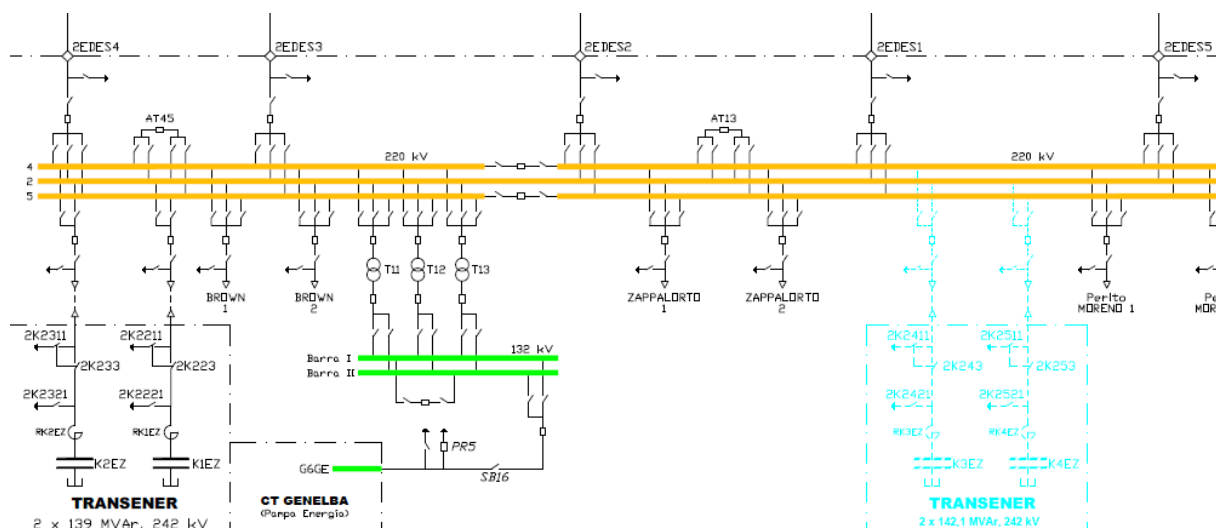 2EDES4
2EDES3
2EDES2
2EDES1
2EDES5
AT45
AT13
4
220 kV
220 kV
2
5
T11
T12
T13
BROWN
1
BROWN
2
ZAPPALORTO
1
ZAPPALORTO
2
Perito
MORENO 1
Pe
MOR
2K2311
2K2211
2K233
2K223
2K2321
2K2221
RK2EZ
RK1EZ
K2EZ
K1EZ
TRANSENER
2 x 139 MVAr, 242 kV
Barra I
132 kV
Barra II
PR5
G6GE
SB16
CT GENELBA
(Pampa Energía)
2K2411
2K2511
2K243
2K253
2K2421
2K2521
RK3EZ
RK4EZ
K3EZ
K4EZ
TRANSENER
2 x 142,1 MVAr, 242 kV